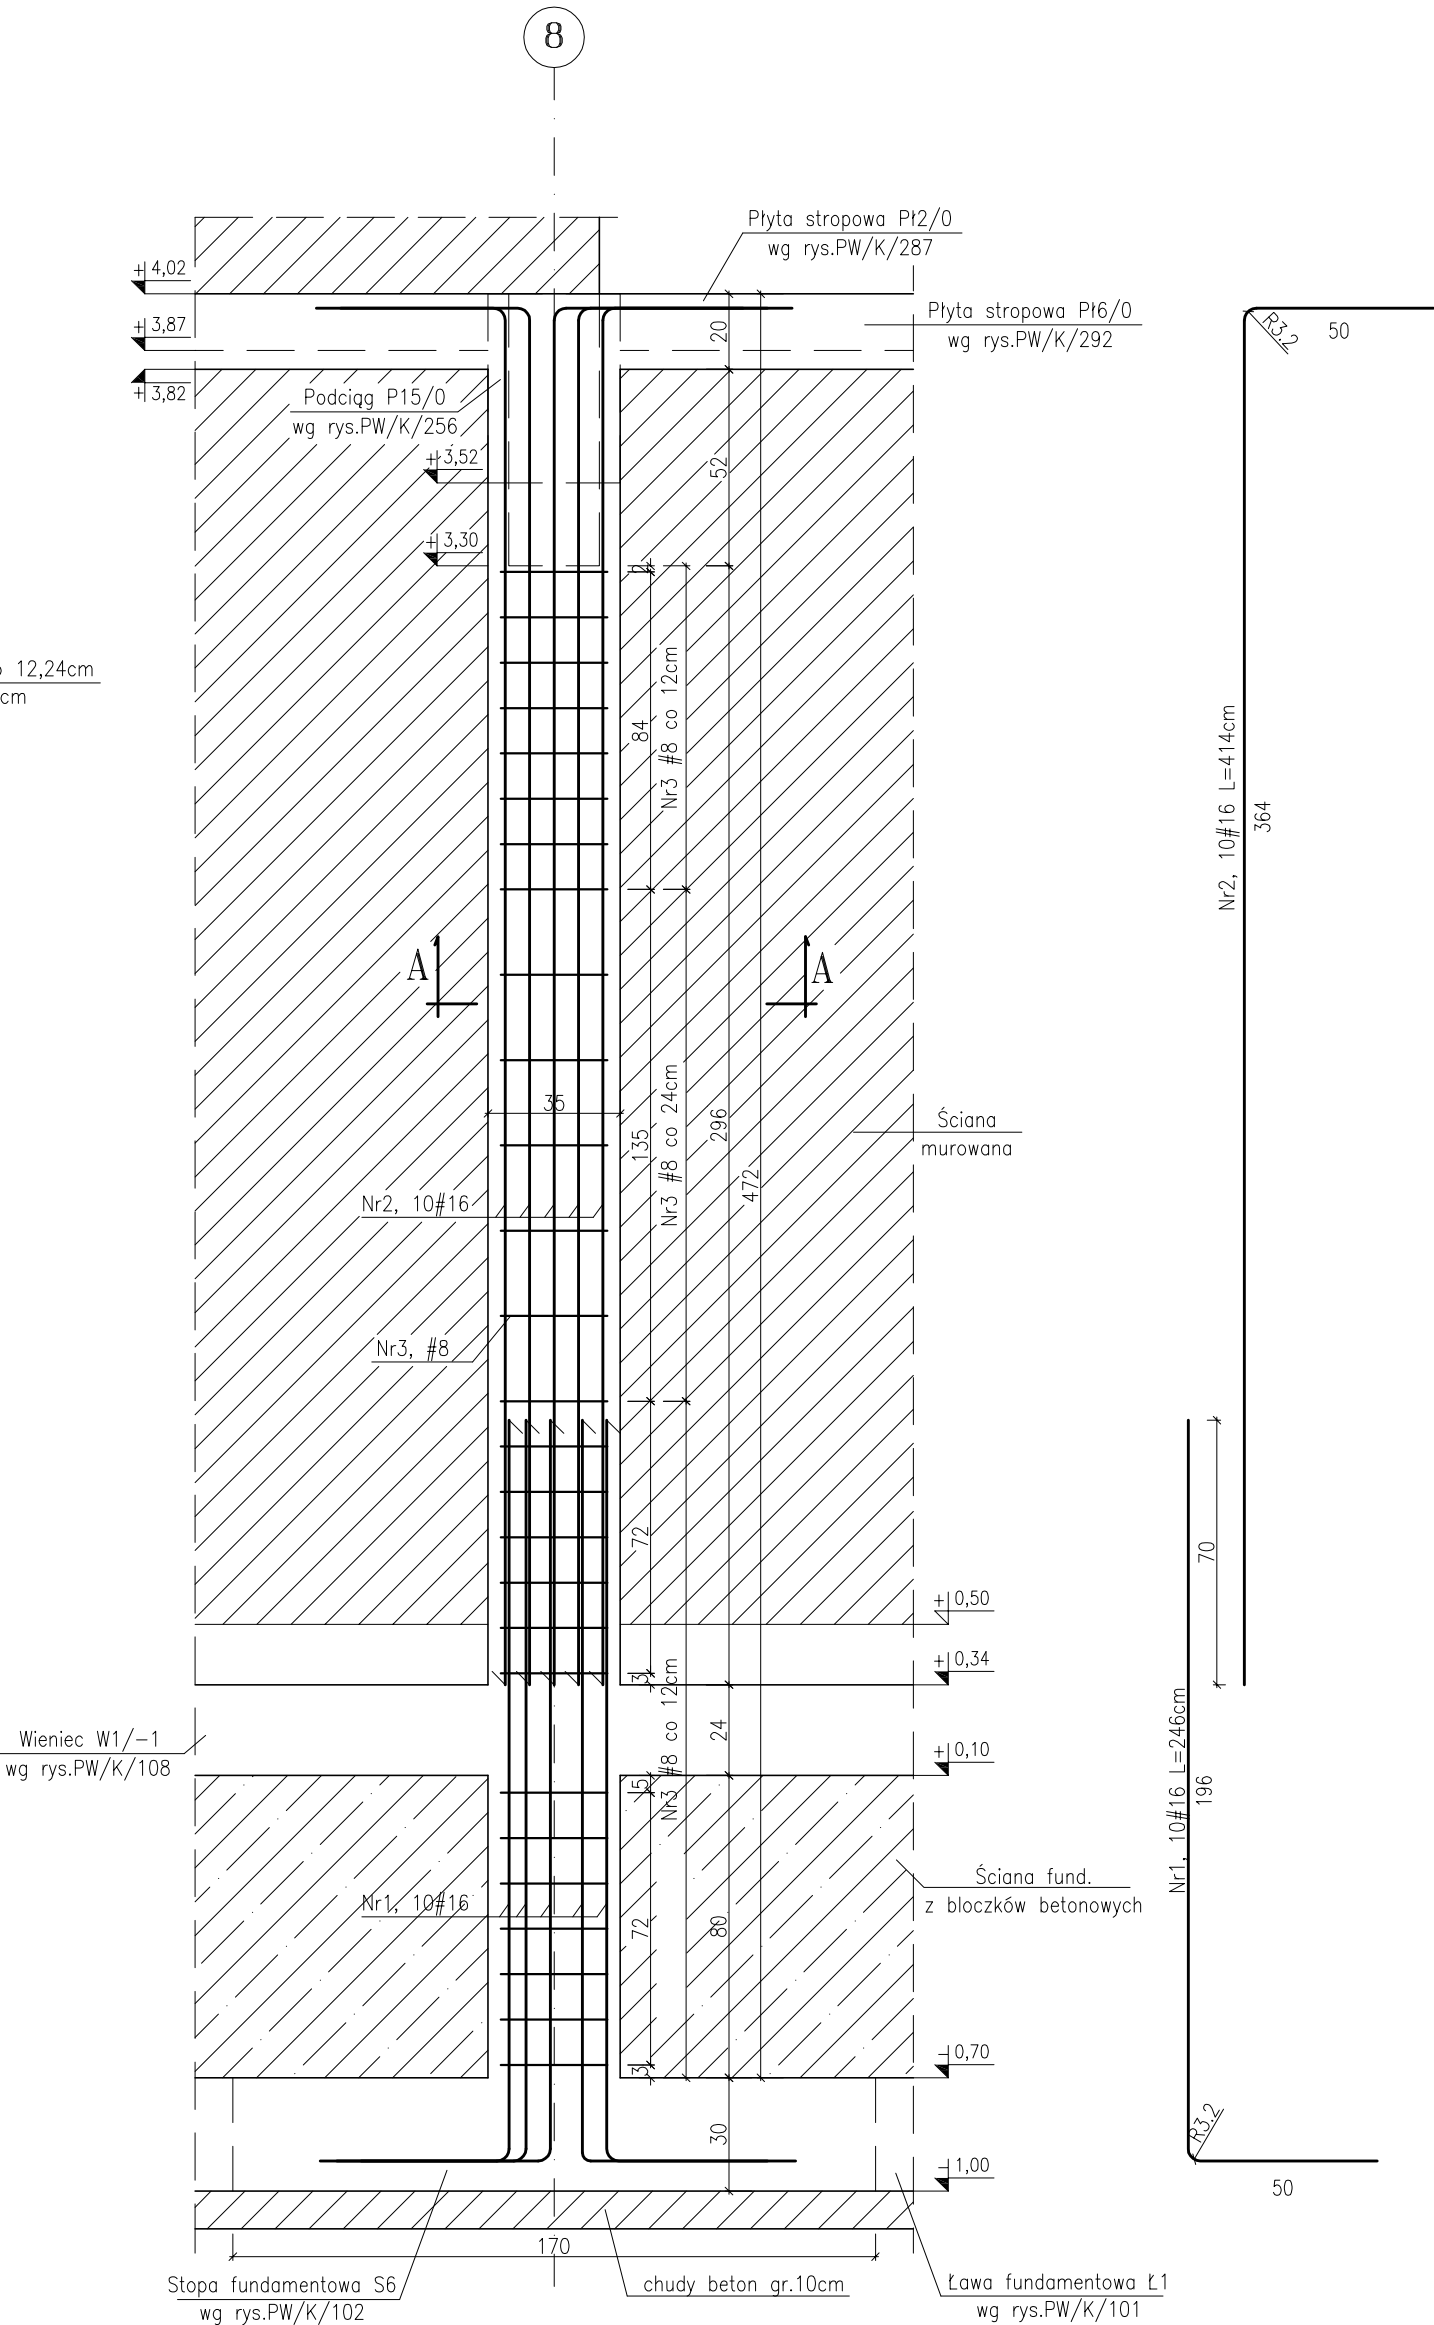 8
Płyta stropowa Pł2/0
wg rys.PW/K/287
+4,02
Płyta stropowa Pł6/0
wg rys.PW/K/292
+3,87
+3,82
20
R3.2
50
Podciąg P15/0
wg rys.PW/K/256
+3,52
52
+3,30
2
12,24cm
cm
84
Nr3 #8 co 12cm
Nr2, 10#16 L=414cm
364
A
A
35
135
Nr3 #8 co 24cm
296
472
Ściana
murowana
Nr2, 10#16
Nr3, #8
72
70
+0,50
+0,34
3
Nr3 #8 co 12cm
24
Wieniec W1/-1
wg rys.PW/K/108
+0,10
5
Nr1, 10#16 L=246cm
196
Ściana fund.
z bloczków betonowych
Nr1, 10#16
72
80
-0,70
3
30
R3.2
-1,00
50
170
Stopa fundamentowa S6
wg rys.PW/K/102
chudy beton gr.10cm
Ława fundamentowa Ł1
wg rys.PW/K/101